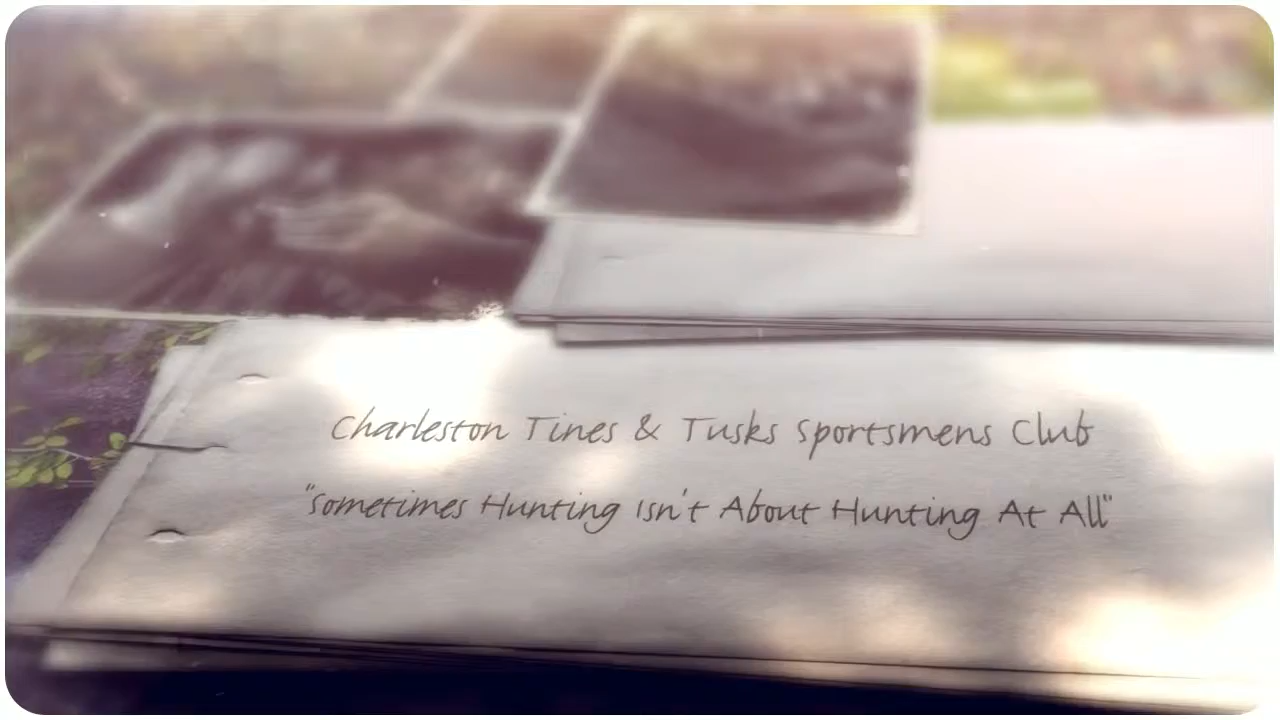 Charleston Tines & Tusks Sportsmens Club
"Sometimes Hunting Isn't About Hunting At All"